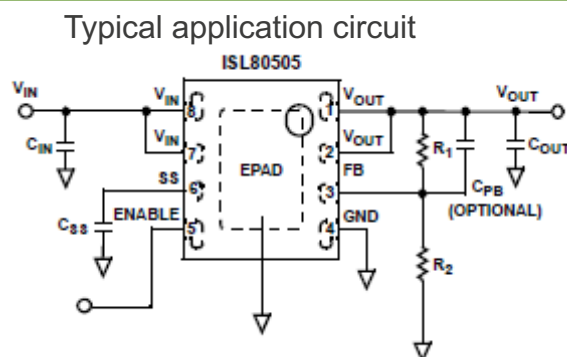 Typical application circuit
ISL80505
VIN
VIN
8
1
VOUT
VOUT
CIN
VIN
7
2
VOUT
R1
COUT
EPAD
SS
6
3
FB
CPB
(OPTIONAL)
CSS
ENABLE
5
4
GND
R2